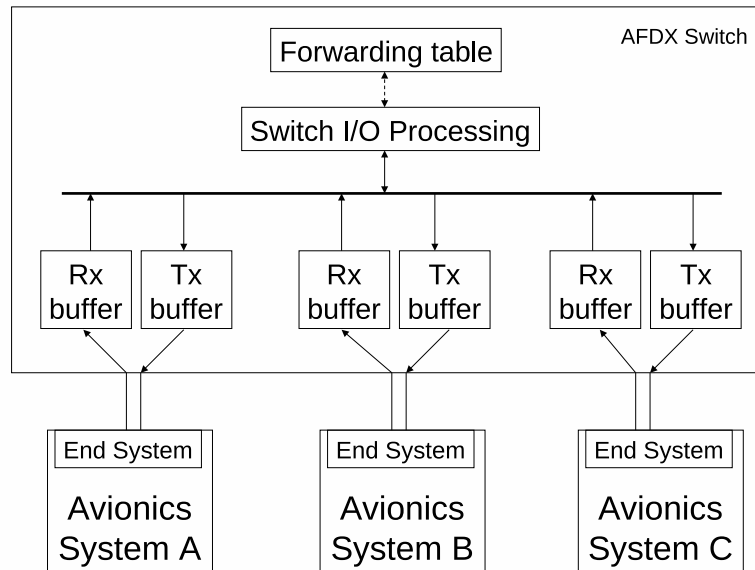 AFDX Switch
Forwarding table
Switch I/O Processing
Rx
buffer
Tx
buffer
Rx
buffer
Tx
buffer
Rx
buffer
Tx
buffer
End System
Avionics
System A
End System
Avionics
System B
End System
Avionics
System C